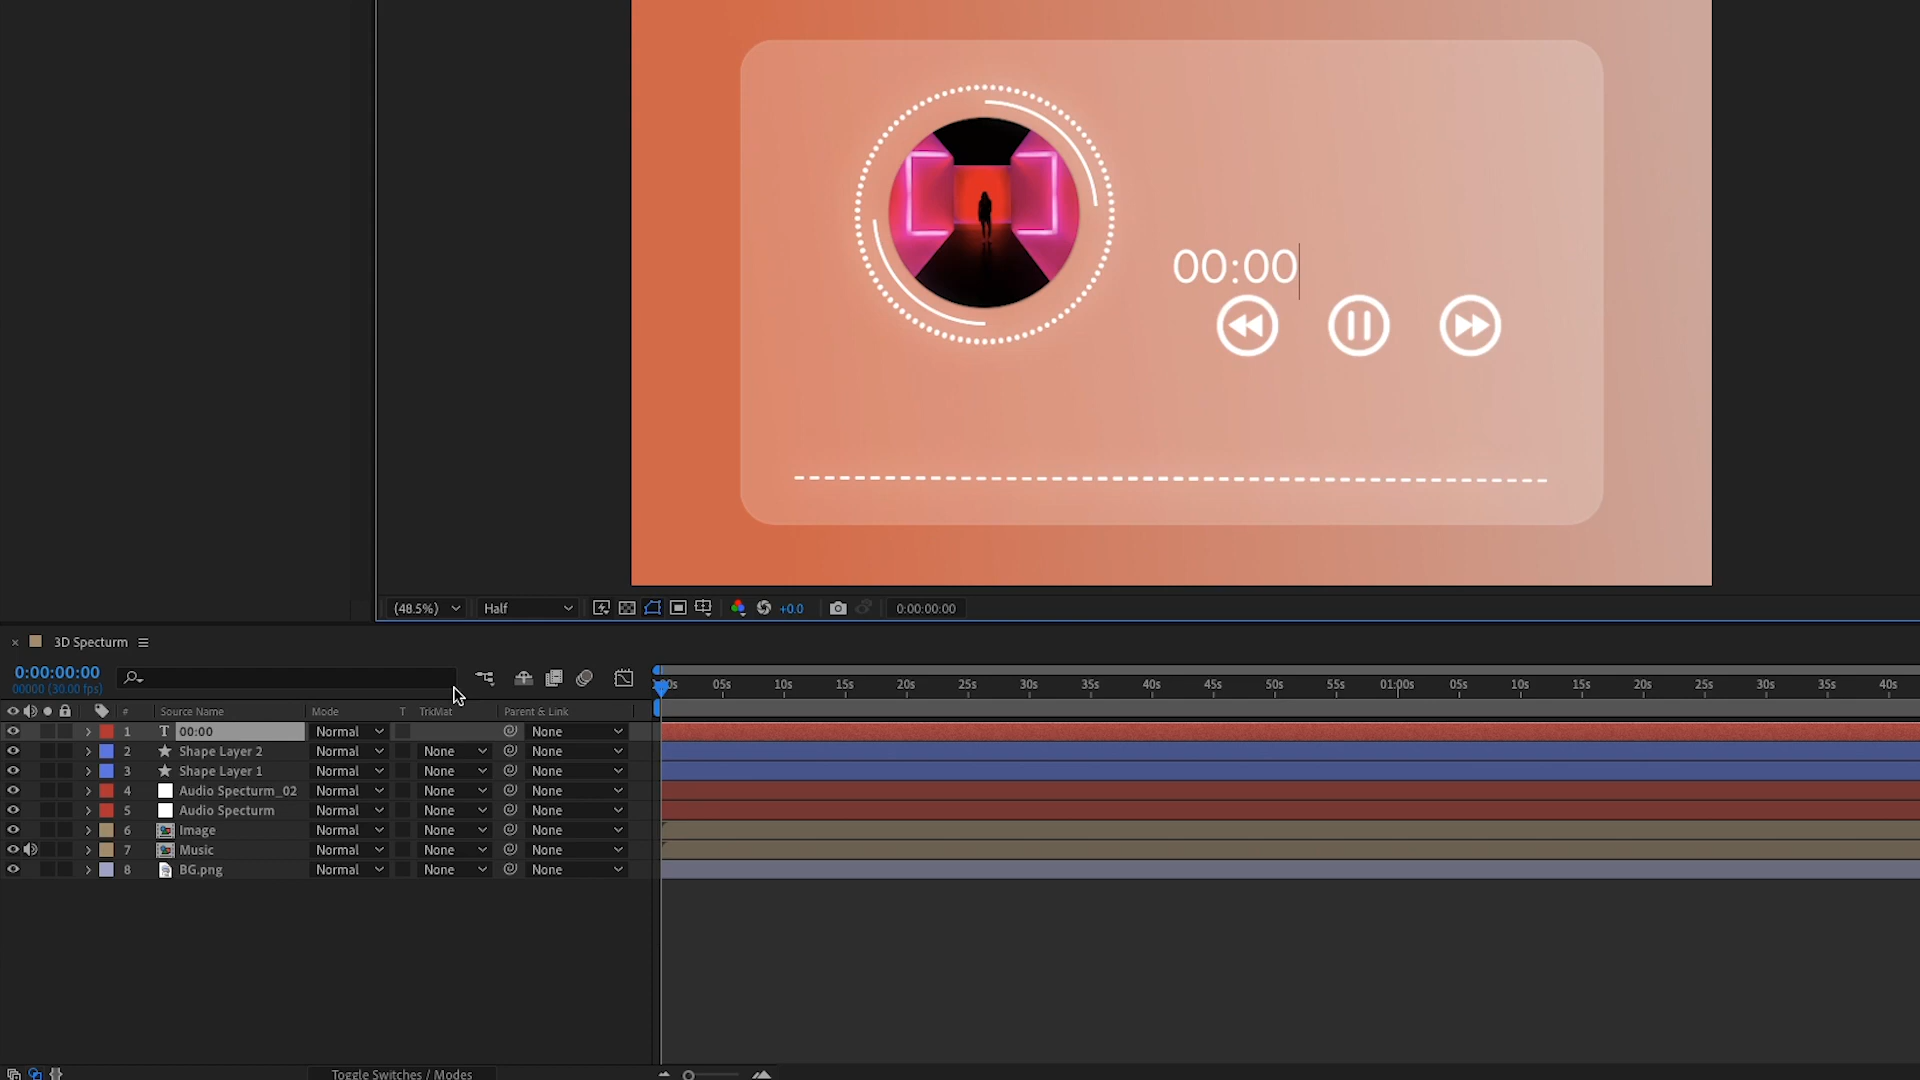 00:00
(48.5%)
Half
+0.0
0:00:00:00
× 3D Specturm
0:00:00:00
00000 (30.00 fps)
05s 10s 15s 20s 25s 30s 35s 40s 45s 50s 55s 01:00s 05s 10s 15s 20s 25s 30s 35s 40s
# Source Name Mode T TrkMat Parent & Link
1 T 00:00 Normal None
2 Shape Layer 2 Normal None None
3 Shape Layer 1 Normal None None
4 Audio Specturm_02 Normal None None
5 Audio Specturm Normal None None
6 Image Normal None None
7 Music Normal None None
8 BG.png Normal None None
Toggle Switches / Modes